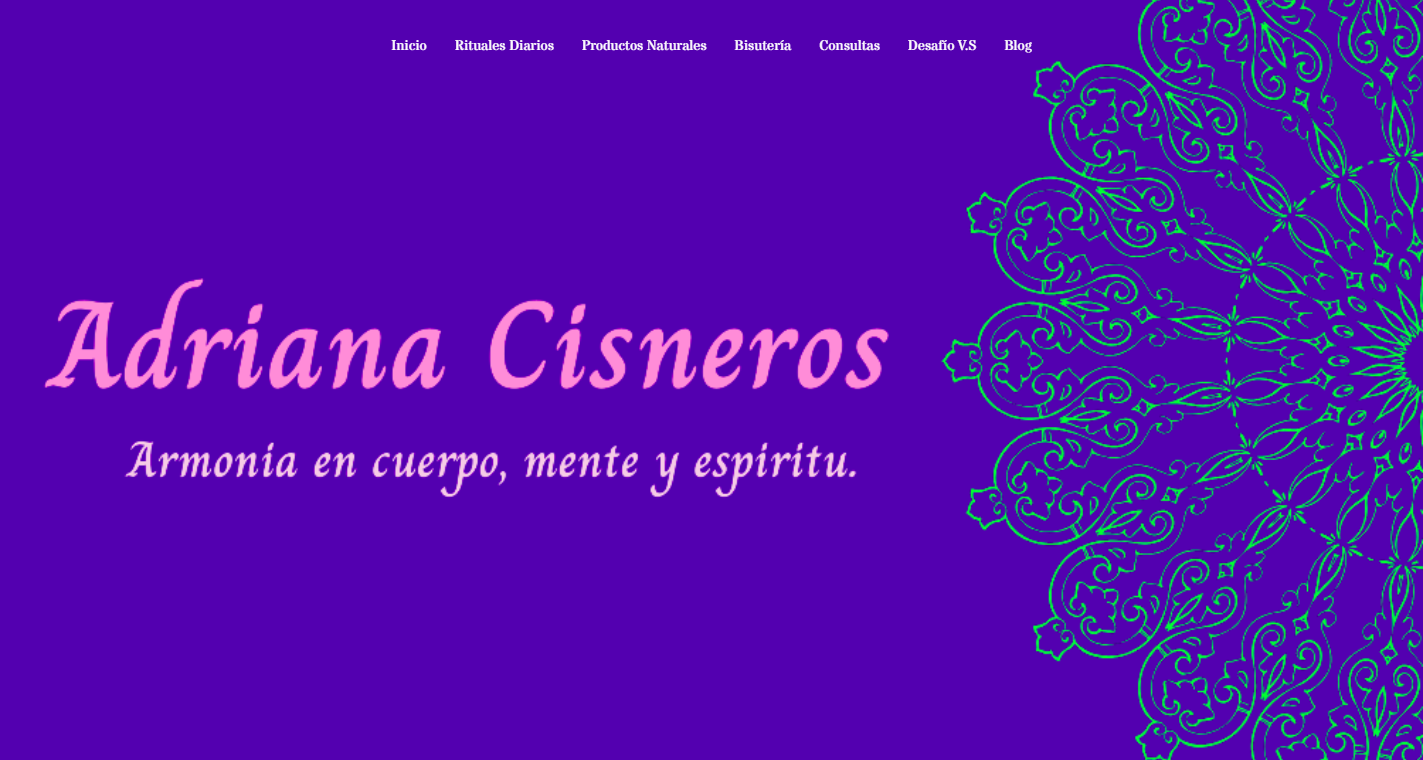 Inicio Rituales Diarios Productos Naturales Bisutería Consultas Desafío V.S Blog
Adriana Cisneros
Armonia en cuerpo, mente y espiritu.